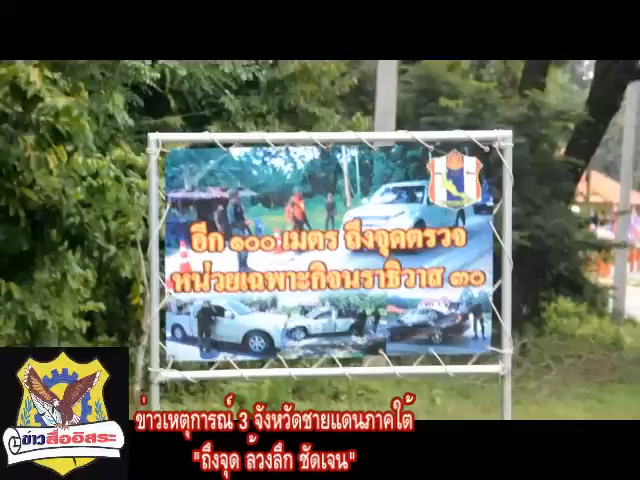 อีก ๑๐๐ เมตร ถึงจุดตรวจ
หน่วยเฉพาะกิจนราธิวาส ๓๐
ข่าวสื่ออิสระ
ข่าวเหตุการณ์ 3 จังหวัดชายแดนภาคใต้
"ถึงจุด ล้วงลึก ชัดเจน"